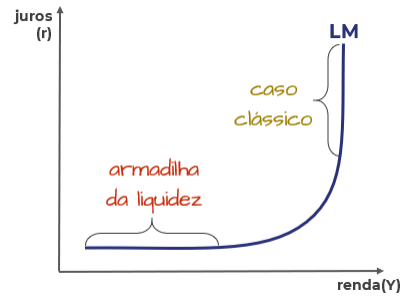 juros
(r)
LM
caso
clássico
armadilha
da liquidez
renda(Y)